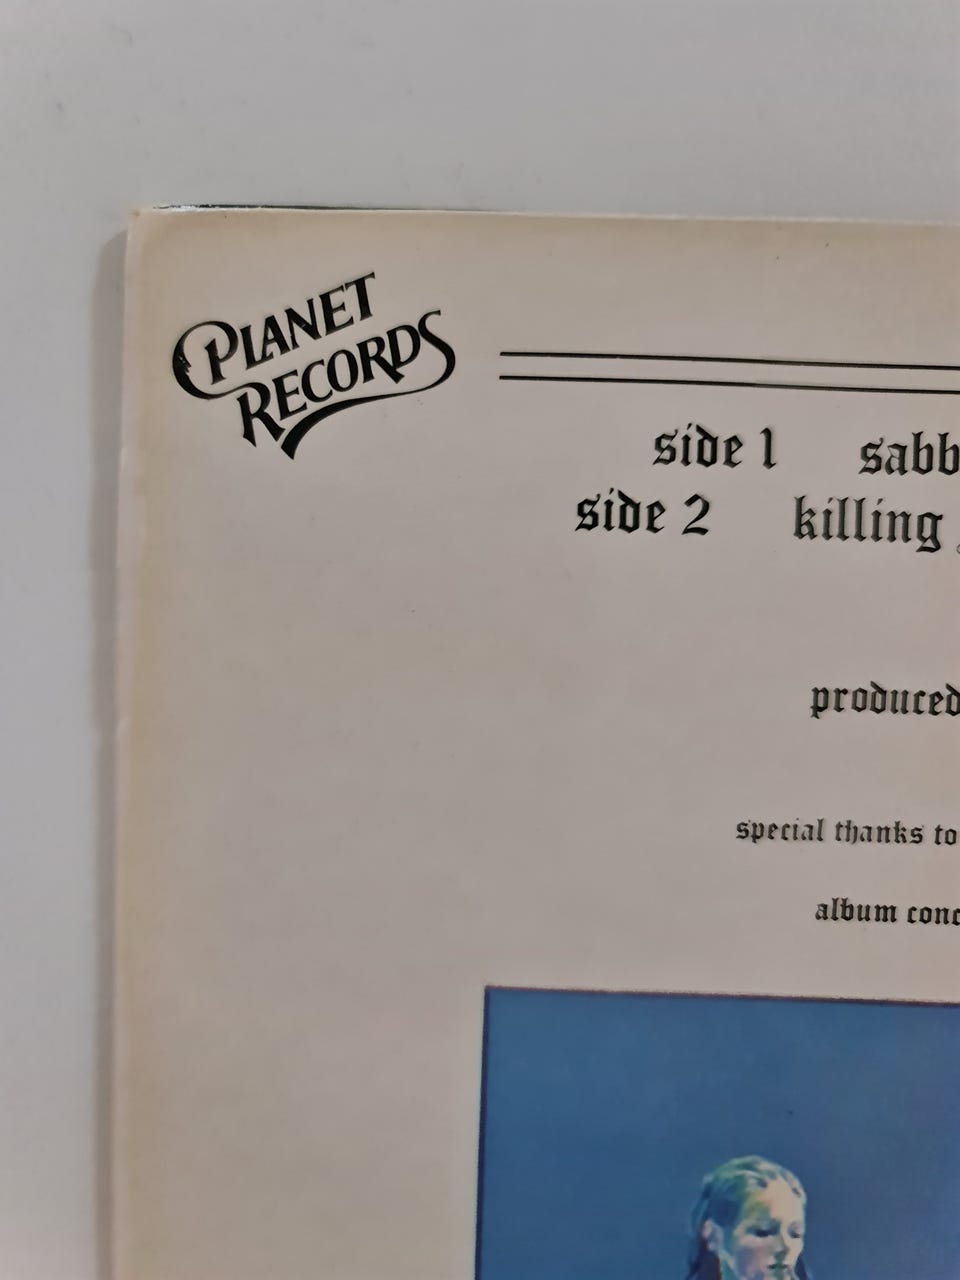 PLANET
RECORDS
side 1 sabb
side 2 killing
produced
special thanks to
album conc